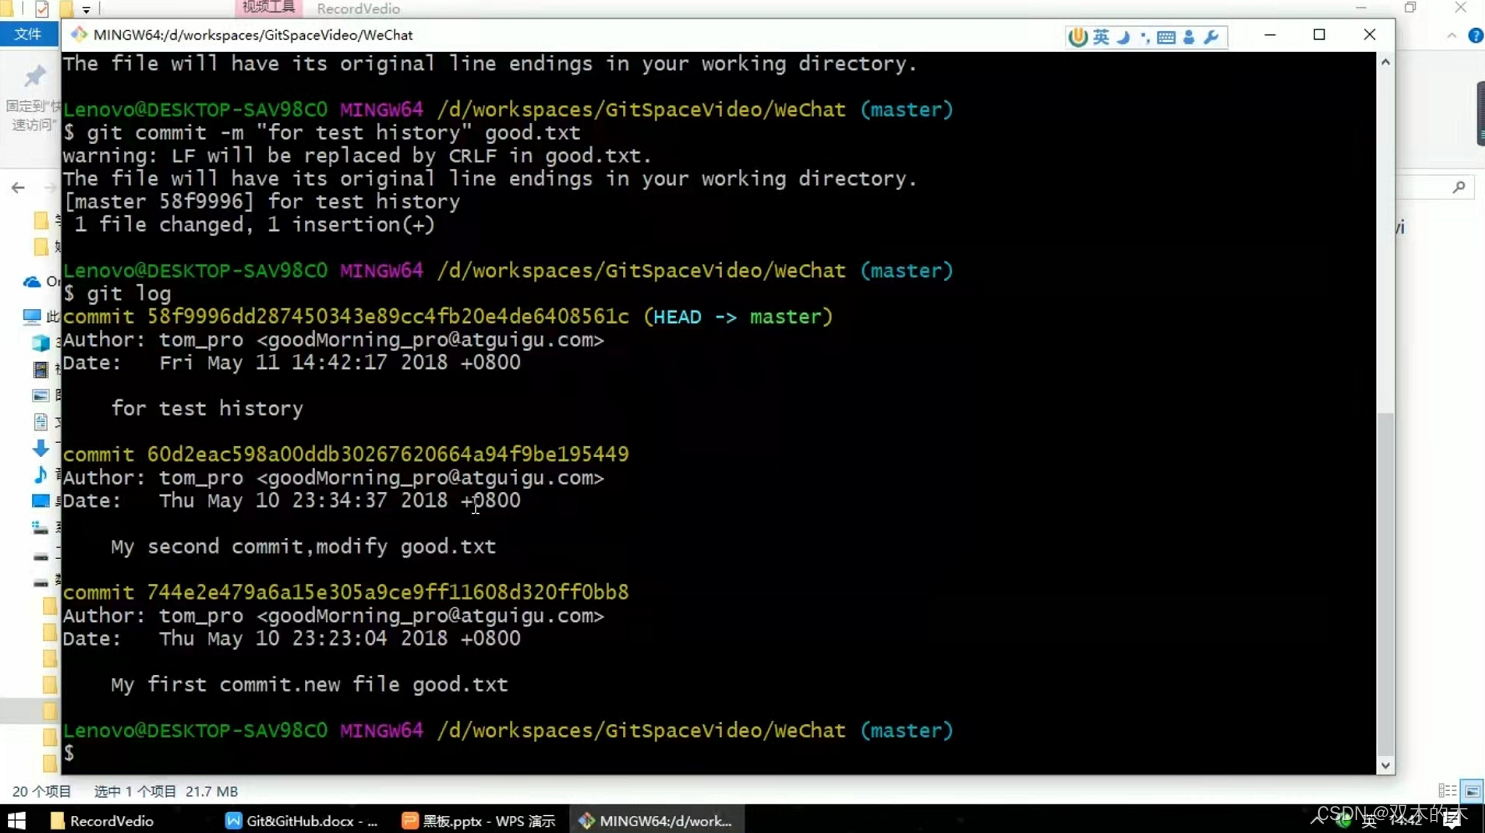 视频工具
RecordVedio
文件
MINGW64:/d/workspaces/GitSpaceVideo/WeChat
英
固定到"快
速访问"
The file will have its original line endings in your working directory.
Lenovo@DESKTOP-SAV98C0 MINGW64 /d/workspaces/GitSpaceVideo/WeChat (master)
$ git commit -m "for test history" good.txt
warning: LF will be replaced by CRLF in good.txt.
The file will have its original line endings in your working directory.
[master 58f9996] for test history
1 file changed, 1 insertion(+)
Lenovo@DESKTOP-SAV98C0 MINGW64 /d/workspaces/GitSpaceVideo/WeChat (master)
$ git log
commit 58f9996dd287450343e89cc4fb20e4de6408561c (HEAD -> master)
Author: tom_pro <goodMorning_pro@atguigu.com>
Date:   Fri May 11 14:42:17 2018 +0800
for test history
commit 60d2eac598a00ddb30267620664a94f9be195449
Author: tom_pro <goodMorning_pro@atguigu.com>
Date:   Thu May 10 23:34:37 2018 +0800
My second commit,modify good.txt
commit 744e2e479a6a15e305a9ce9ff11608d320ff0bb8
Author: tom_pro <goodMorning_pro@atguigu.com>
Date:   Thu May 10 23:23:04 2018 +0800
My first commit.new file good.txt
Lenovo@DESKTOP-SAV98C0 MINGW64 /d/workspaces/GitSpaceVideo/WeChat (master)
$
20 个项目 选中 1 个项目 21.7 MB
RecordVedio
Git&GitHub.docx - ...
黑板.pptx - WPS 演示
MINGW64:/d/work...
英 14:42
CSDN @双木的木